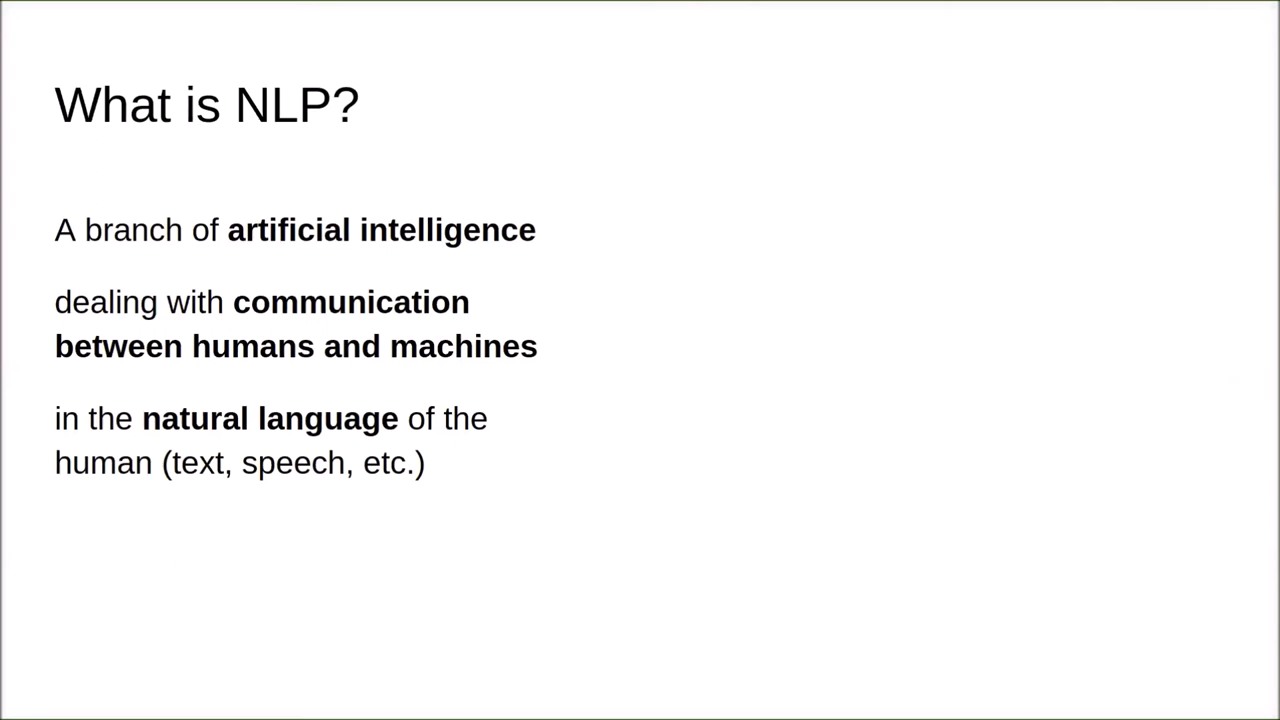 What is NLP?
A branch of artificial intelligence
dealing with communication
between humans and machines
in the natural language of the
human (text, speech, etc.)